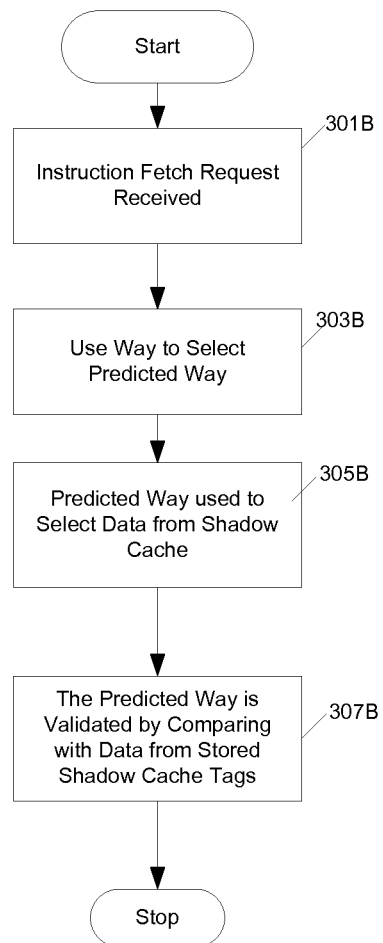 Start
301B
Instruction Fetch Request
Received
303B
Use Way to Select
Predicted Way
305B
Predicted Way used to
Select Data from Shadow
Cache
The Predicted Way is
Validated by Comparing
with Data from Stored
Shadow Cache Tags
307B
Stop